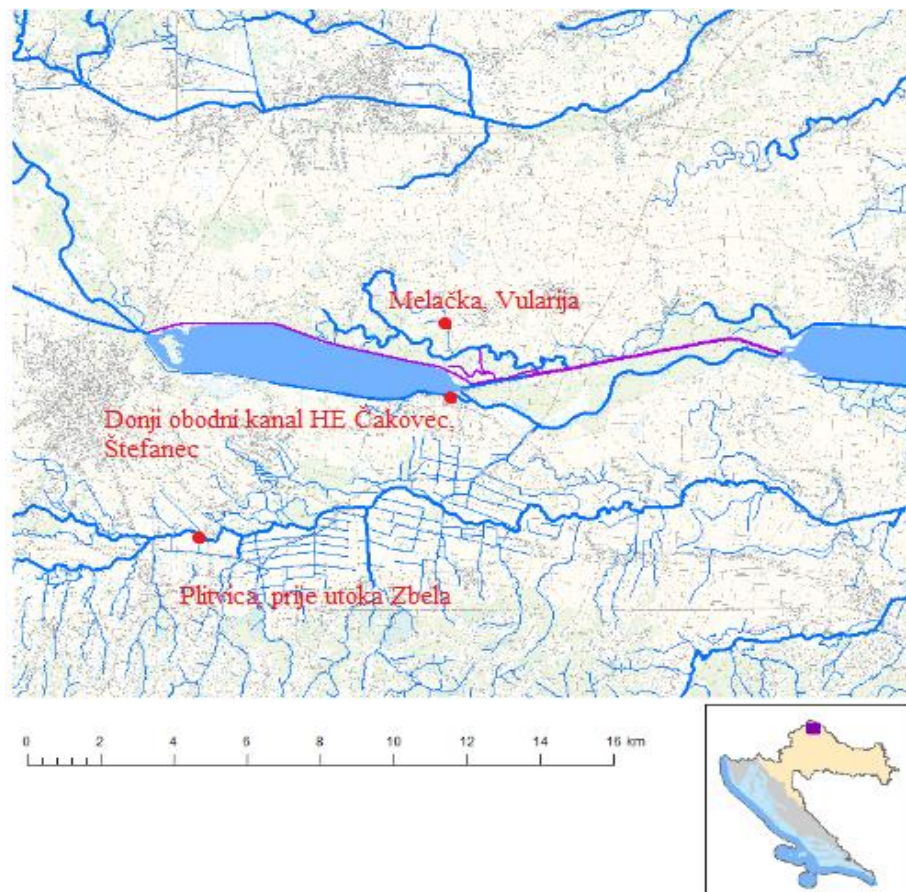 Melačka, Vularija
Donji obodni kanal HE Čakovec,
Štefanec
Plitvica, prije utoka Zbela
0 2 4 6 8 10 12 14 16 km